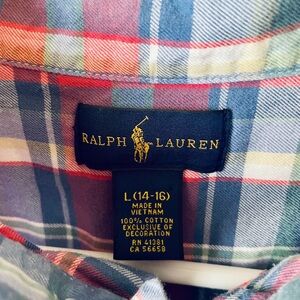 RALPH LAUREN
L (14-16)
MADE IN
VIETNAM
100% COTTON
EXCLUSIVE OF
DECORATION
RN 41381
CA 56658